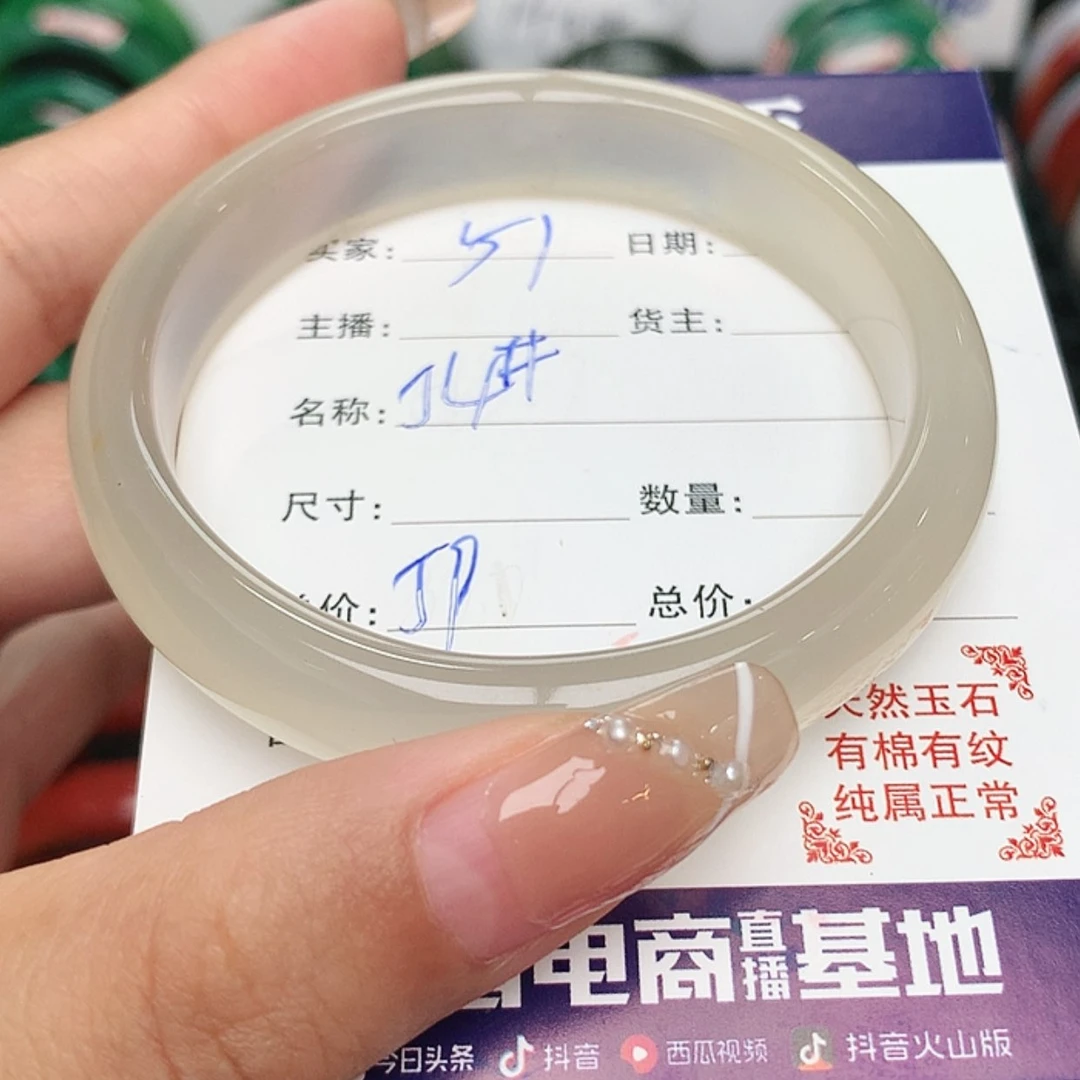 买家: 51 日期:
主播: 货主:
名称: J4#
尺寸: 数量:
价: 总价:
天然玉石
有棉有纹
纯属正常
电商直播基地
今日头条 抖音 西瓜视频 抖音火山版